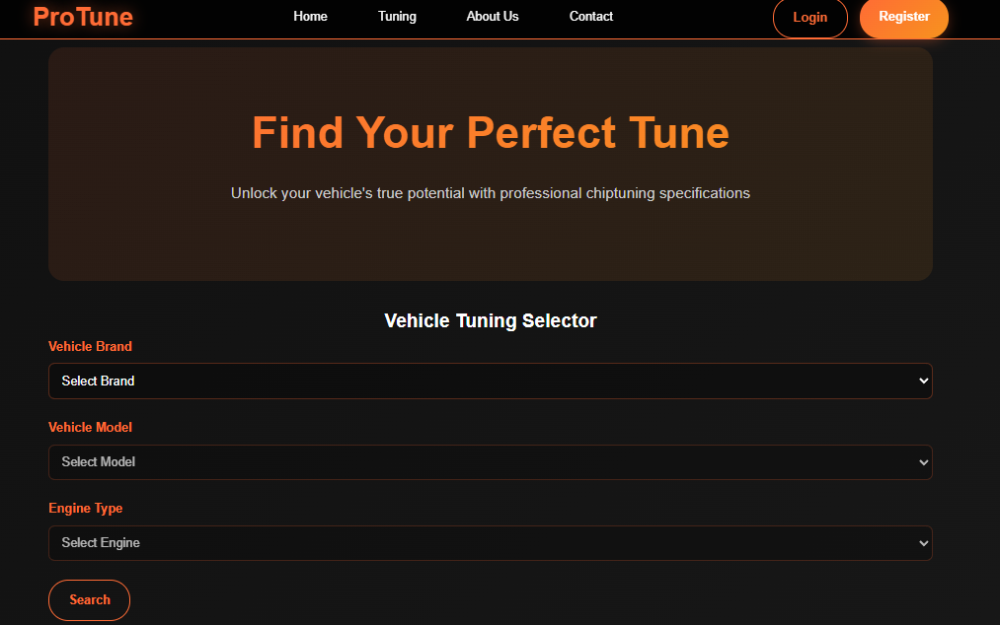 ProTune
Home
Tuning
About Us
Contact
Login
Register
Find Your Perfect Tune
Unlock your vehicle's true potential with professional chiptuning specifications
Vehicle Tuning Selector
Vehicle Brand
Select Brand
Vehicle Model
Select Model
Engine Type
Select Engine
Search